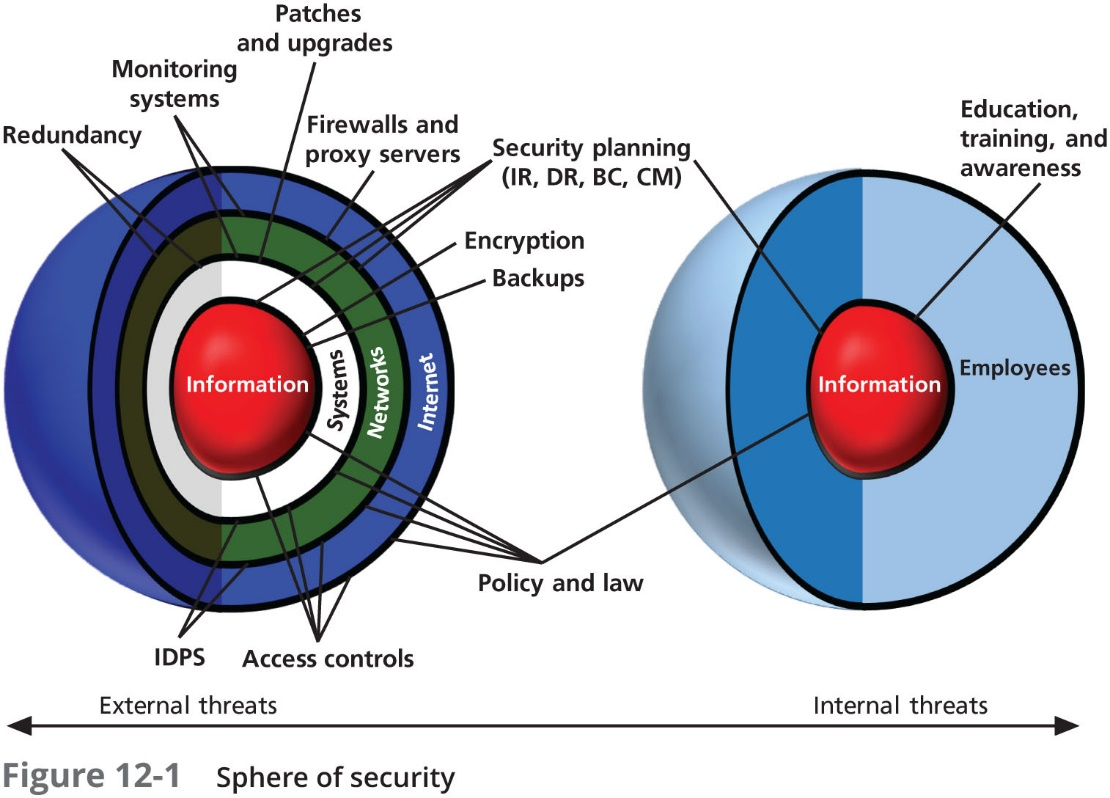 Patches
and upgrades
Monitoring
systems
Redundancy
Firewalls and
proxy servers
Security planning
(IR, DR, BC, CM)
Education,
training, and
awareness
Encryption
Backups
Information
Systems
Networks
Internet
Information
Employees
Policy and law
IDPS
Access controls
External threats
Internal threats
Figure 12-1 Sphere of security